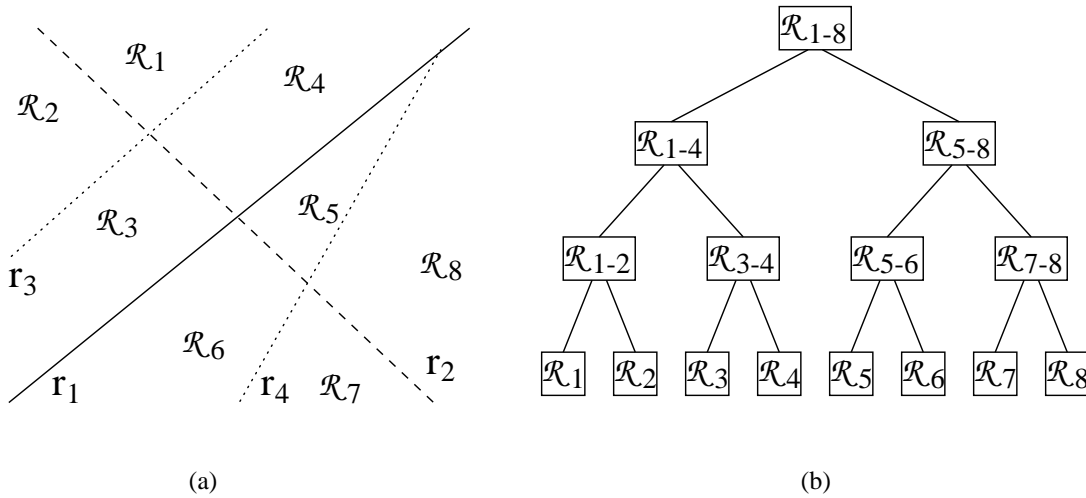 ℛ1
ℛ4
ℛ2
ℛ5
ℛ3
ℛ8
r3
ℛ6
r2
r1
r4
ℛ7
(a)
ℛ1-8
ℛ1-4 ℛ5-8
ℛ1-2 ℛ3-4 ℛ5-6 ℛ7-8
ℛ1 ℛ2 ℛ3 ℛ4 ℛ5 ℛ6 ℛ7 ℛ8
(b)